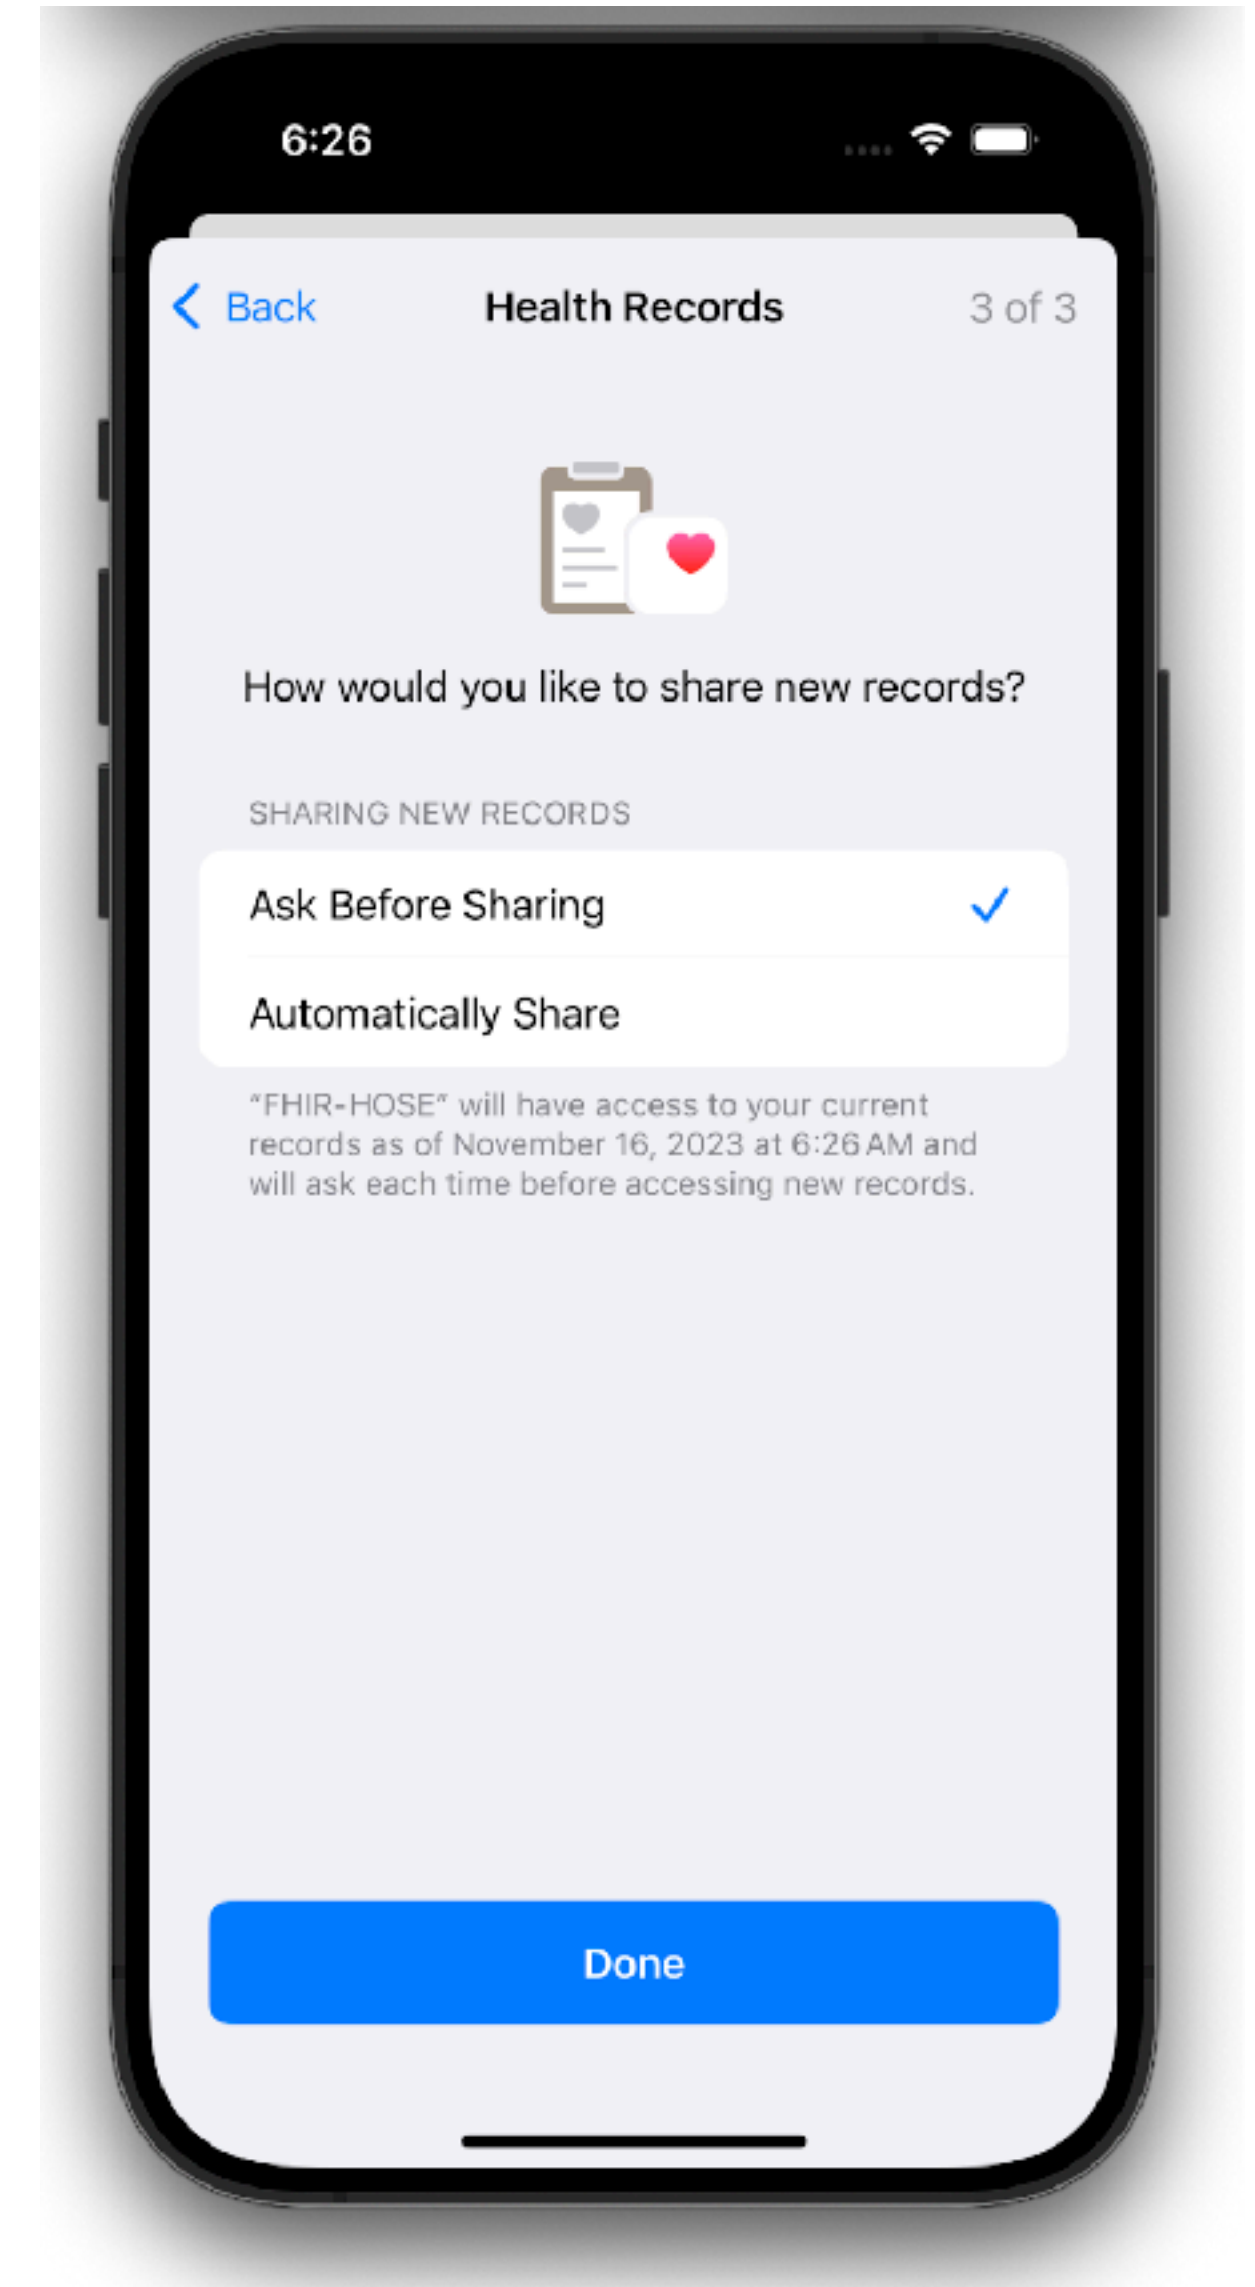 6:26
Back
Health Records
3 of 3
How would you like to share new records?
SHARING NEW RECORDS
Ask Before Sharing
Automatically Share
“FHIR-HOSE” will have access to your current
records as of November 16, 2023 at 6:26 AM and
will ask each time before accessing new records.
Done